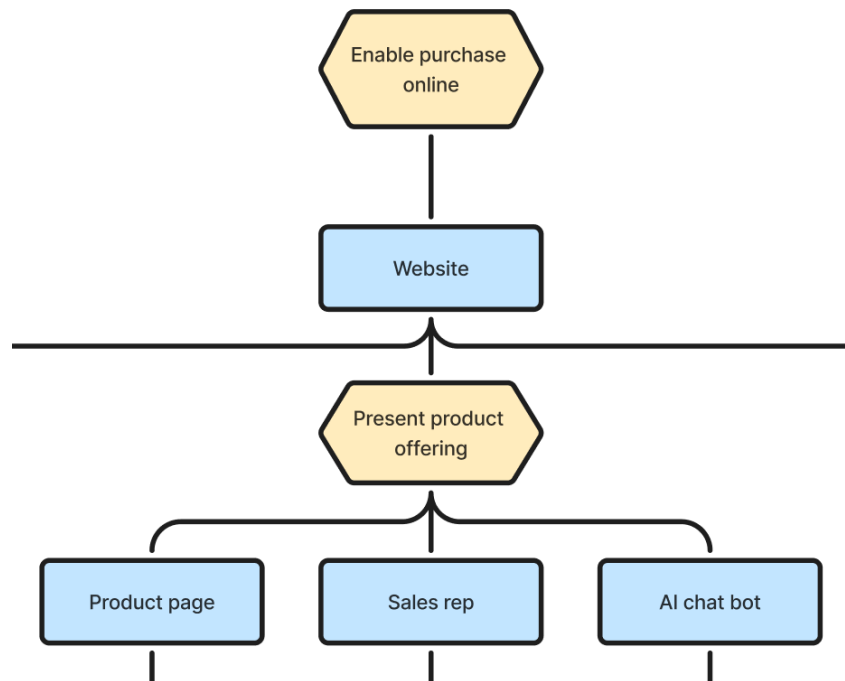 Enable purchase
online
Website
Present product
offering
Product page
Sales rep
AI chat bot